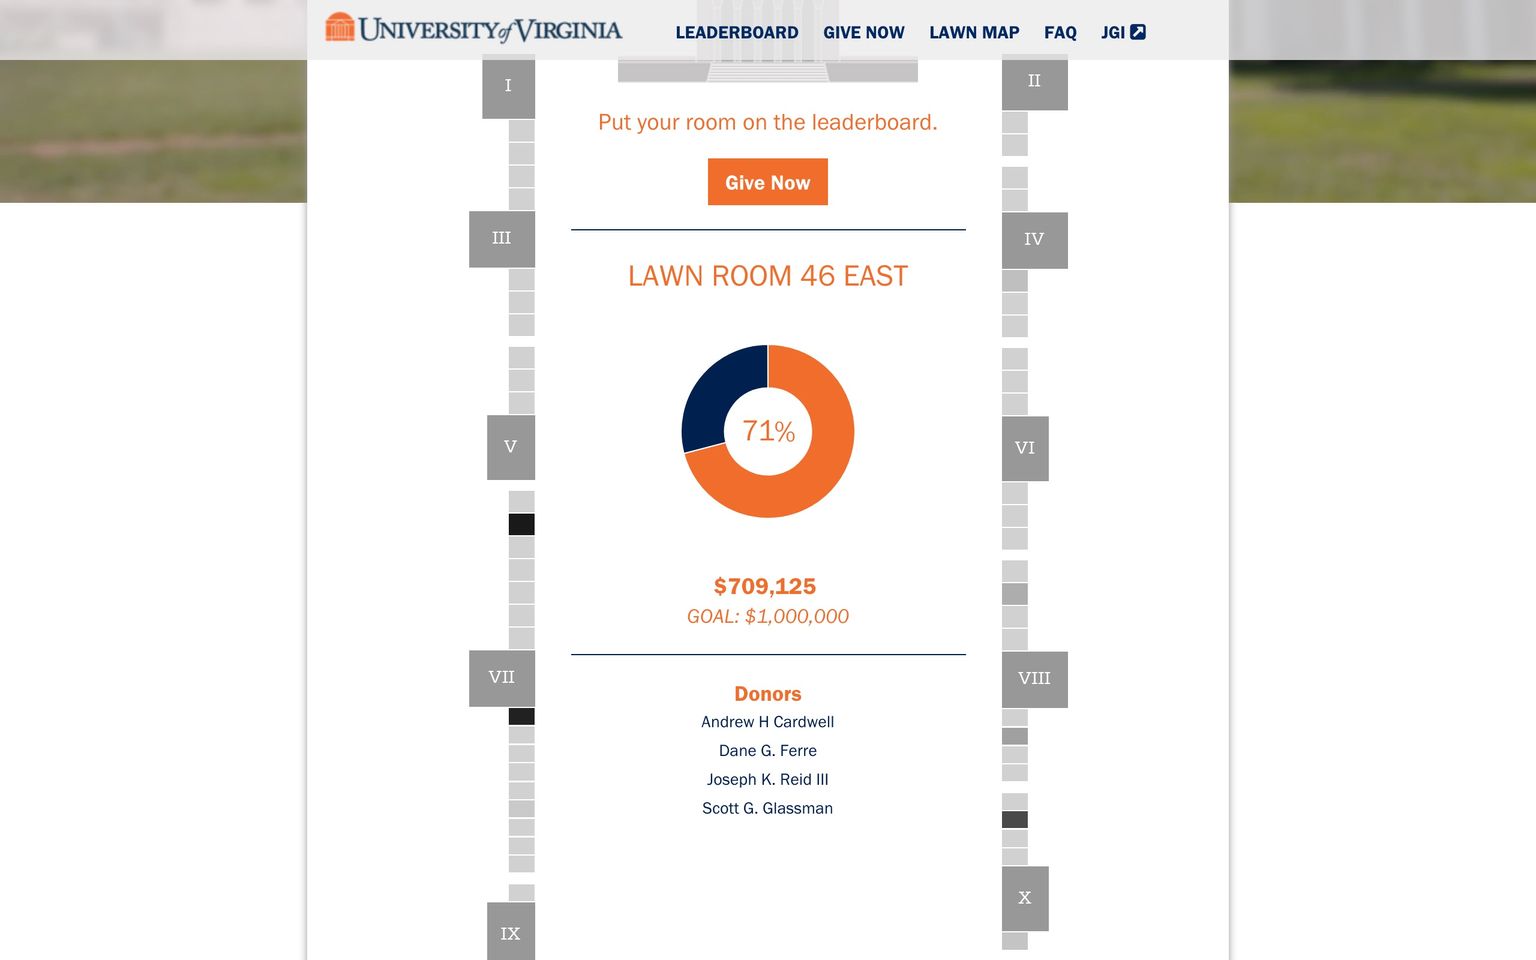 UNIVERSITY of VIRGINIA
LEADERBOARD GIVE NOW LAWN MAP FAQ JGI
I
II
Put your room on the leaderboard.
Give Now
III
IV
LAWN ROOM 46 EAST
71%
V
VI
$709,125
GOAL: $1,000,000
VII
VIII
Donors
Andrew H Cardwell
Dane G. Ferre
Joseph K. Reid III
Scott G. Glassman
X
IX